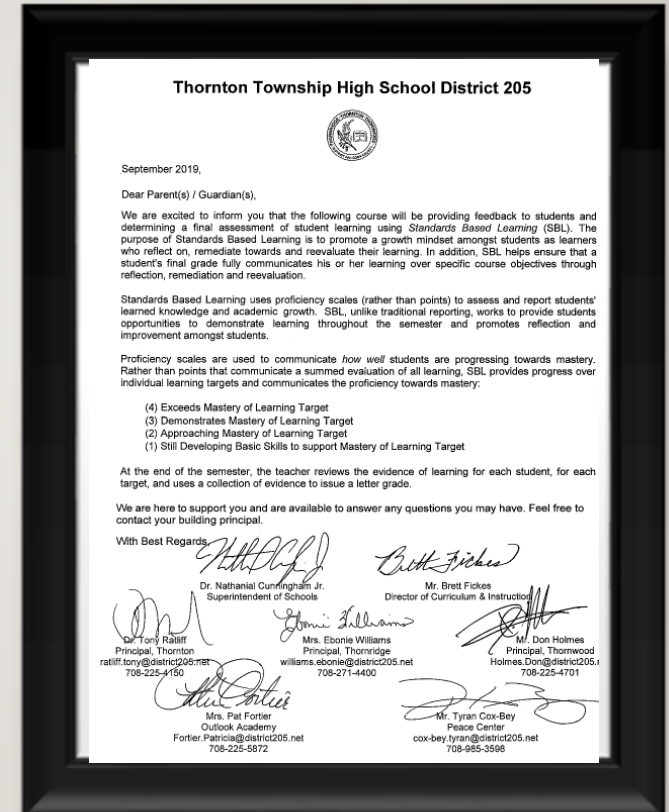 Thornton Township High School District 205
September 2019,
Dear Parent(s) / Guardian(s),
We are excited to inform you that the following course will be providing feedback to students and
determining a final assessment of student learning using Standards Based Learning (SBL). The
purpose of Standards Based Learning is to promote a growth mindset amongst students as learners
who reflect on, remediate towards and reevaluate their learning. In addition, SBL helps ensure that a
student's final grade fully communicates his or her learning over specific course objectives through
reflection, remediation and reevaluation.
Standards Based Learning uses proficiency scales (rather than points) to assess and report students'
learned knowledge and academic growth. SBL, unlike traditional reporting, works to provide students
opportunities to demonstrate learning throughout the semester and promotes reflection and
improvement amongst students.
Proficiency scales are used to communicate how well students are progressing towards mastery.
Rather than points that communicate a summed evaluation of all learning, SBL provides progress over
individual learning targets and communicates the proficiency towards mastery:
(4) Exceeds Mastery of Learning Target
(3) Demonstrates Mastery of Learning Target
(2) Approaching Mastery of Learning Target
(1) Still Developing Basic Skills to support Mastery of Learning Target
At the end of the semester, the teacher reviews the evidence of learning for each student, for each
target, and uses a collection of evidence to issue a letter grade.
We are here to support you and are available to answer any questions you may have. Feel free to
contact your building principal.
With Best Regards,
Brett Fickes
Dr. Nathanial Cunningham Jr.
Superintendent of Schools
Mr. Brett Fickes
Director of Curriculum & Instruction
Ebonie Williams
Dr. Tony Ratliff
Principal, Thornton
ratliff.tony@district205.net
708-225-4150
Mrs. Ebonie Williams
Principal, Thornridge
williams.ebonie@district205.net
708-271-4400
Mr. Don Holmes
Principal, Thornwood
Holmes.Don@district205.
708-225-4701
Mrs. Pat Fortier
Outlook Academy
Fortier.Patricia@district205.net
708-225-5872
Mr. Tyran Cox-Bey
Peace Center
cox-bey.tyran@district205.net
708-985-3598